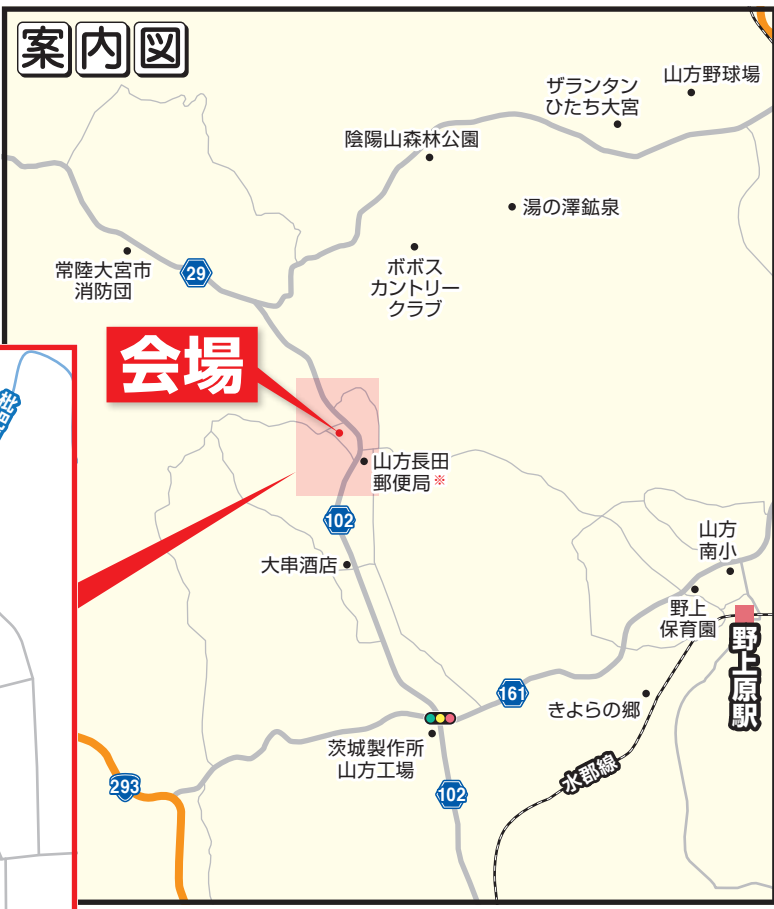 案内図
山方野球場
ザランタン
ひたち大宮
陰陽山森林公園
湯の澤鉱泉
常陸大宮市
消防団
29
ボボス
カントリー
クラブ
会場
山方長田
郵便局※
102
大串酒店
山方
南小
野上
保育園
野上原駅
161
きよらの郷
茨城製作所
山方工場
水郡線
293
102